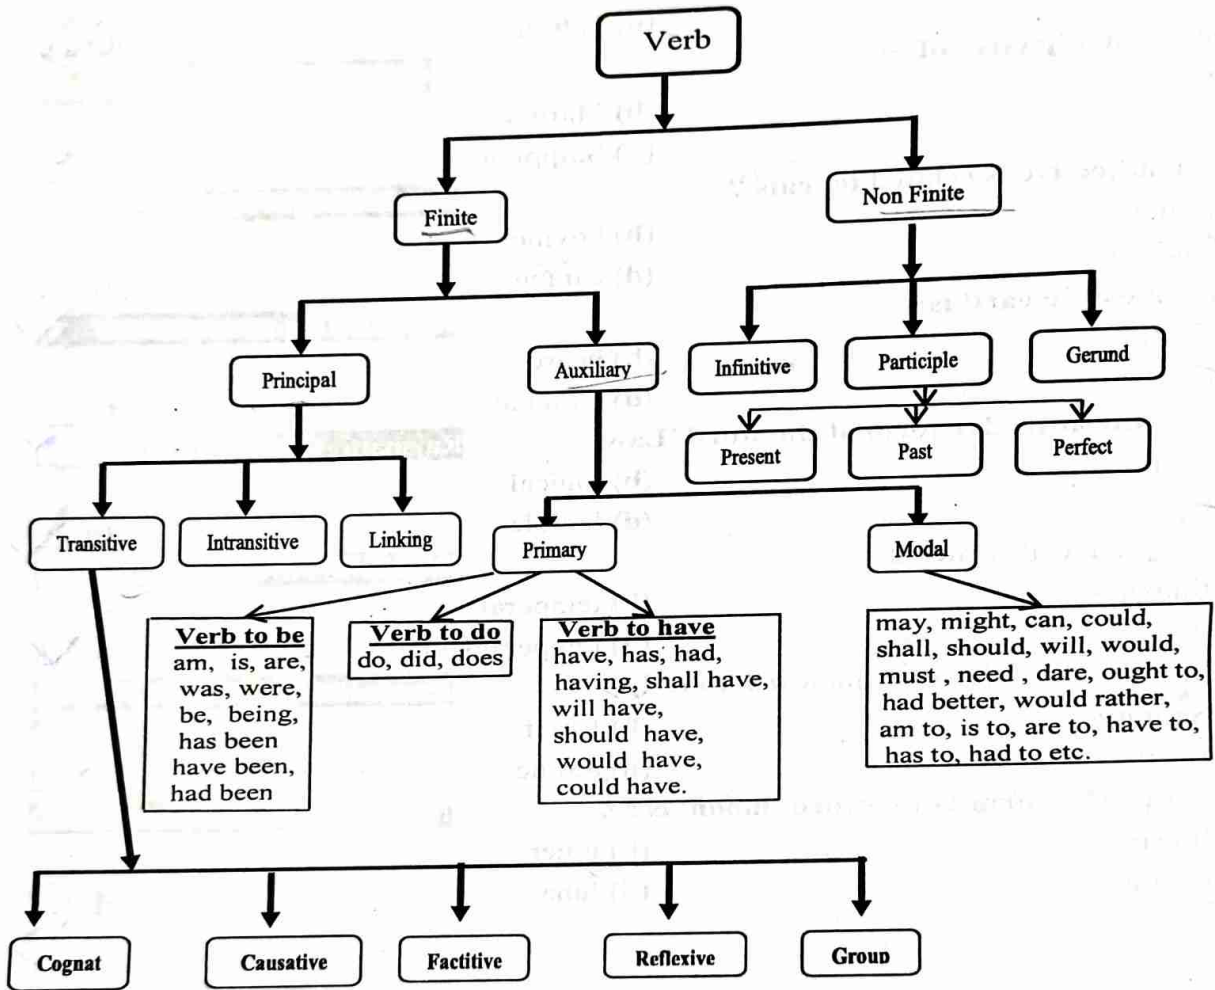 Verb
Finite
Non Finite
Principal
Auxiliary
Infinitive
Participle
Gerund
Present
Past
Perfect
Transitive
Intransitive
Linking
Primary
Modal
Verb to be
am, is, are,
was, were,
be, being,
has been
have been,
had been
Verb to do
do, did, does
Verb to have
have, has, had,
having, shall have,
will have,
should have,
would have,
could have.
may, might, can, could,
shall, should, will, would,
must , need , dare, ought to,
had better, would rather,
am to, is to, are to, have to,
has to, had to etc.
Cognat
Causative
Factitive
Reflexive
Group